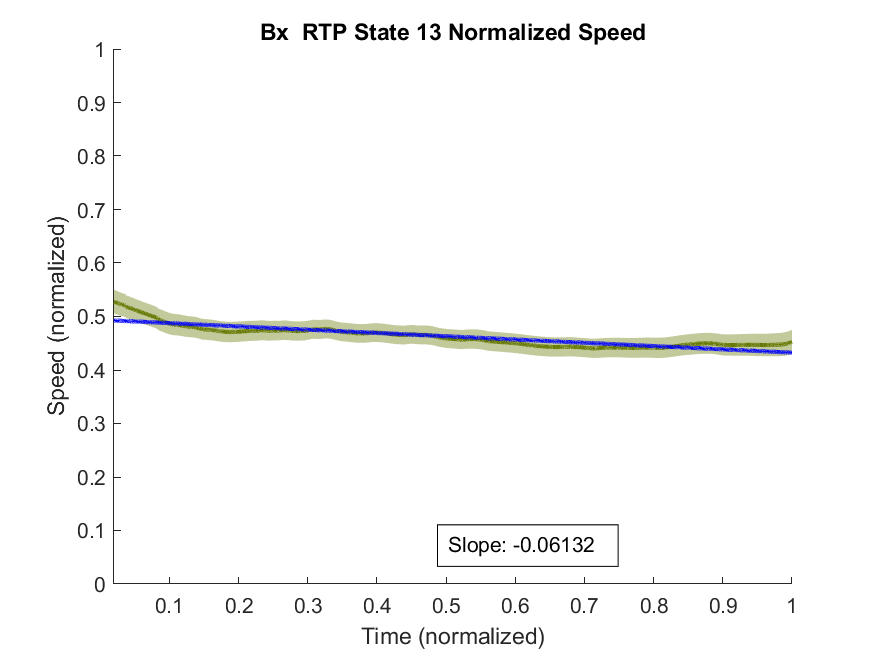 Bx  RTP State 13 Normalized Speed
1
0.9
0.8
0.7
0.6
0.5
0.4
0.3
0.2
0.1
0
Speed (normalized)
Slope: -0.06132
0.1 0.2 0.3 0.4 0.5 0.6 0.7 0.8 0.9 1
Time (normalized)